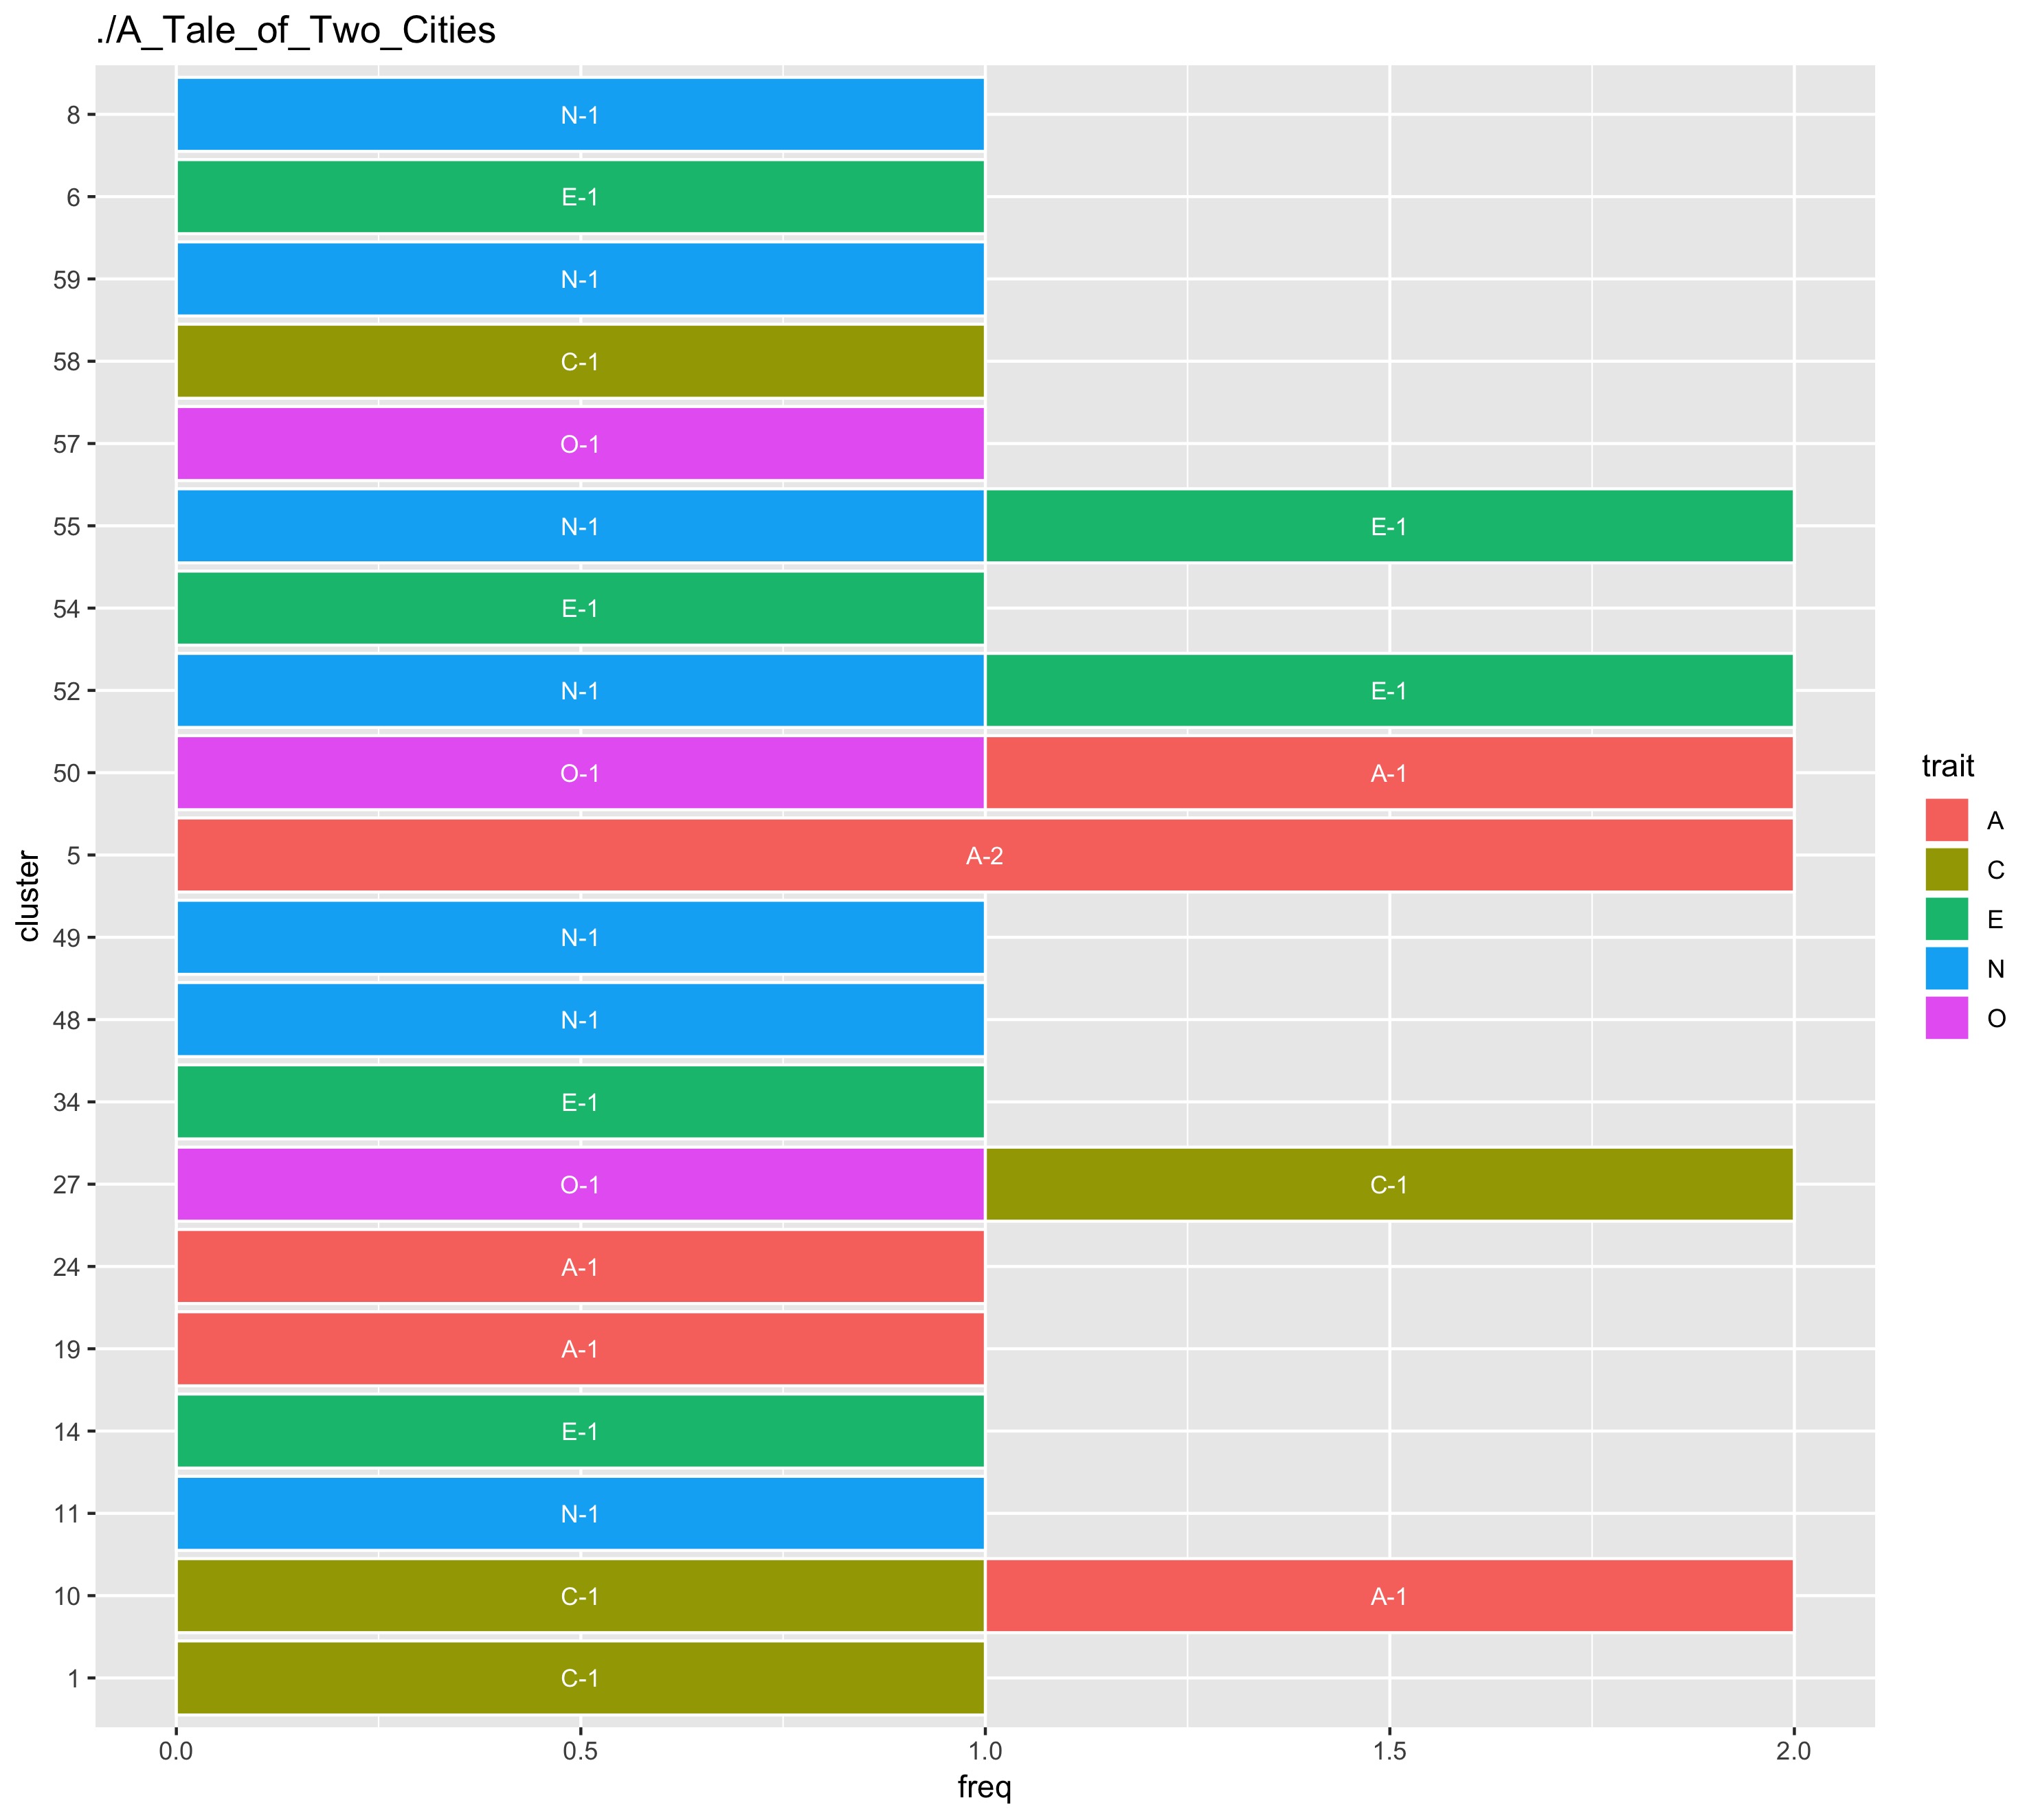 ./A_Tale_of_Two_Cities
cluster
8 N-1
6 E-1
59 N-1
58 C-1
57 O-1
55 N-1 E-1
54 E-1
52 N-1 E-1
50 O-1 A-1
5 A-2
49 N-1
48 N-1
34 E-1
27 O-1 C-1
24 A-1
19 A-1
14 E-1
11 N-1
10 C-1 A-1
1 C-1
0.0 0.5 1.0 1.5 2.0
freq
trait
A
C
E
N
O